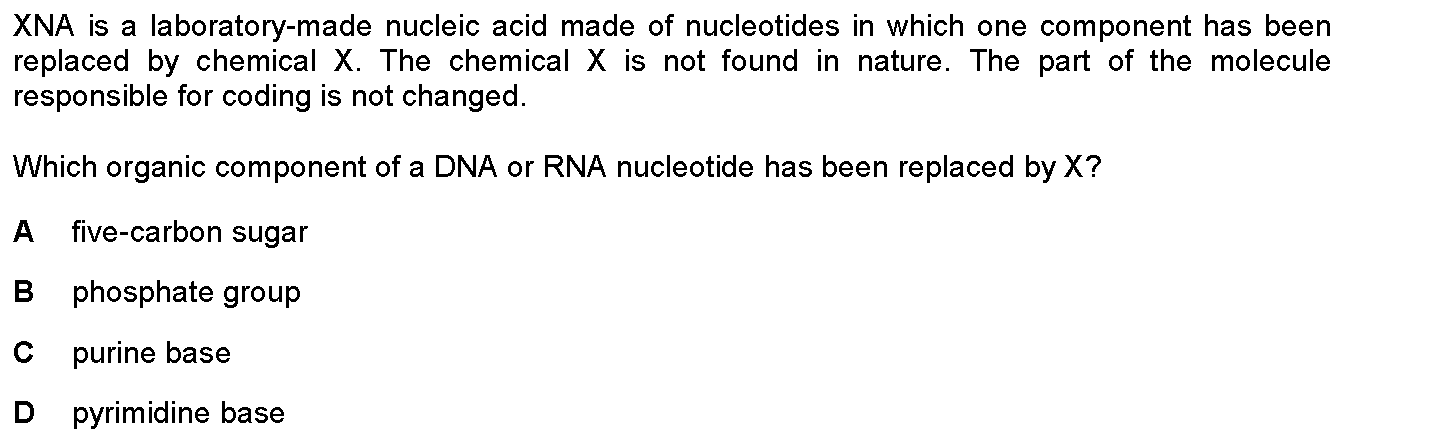 XNA is a laboratory-made nucleic acid made of nucleotides in which one component has been
replaced by chemical X. The chemical X is not found in nature. The part of the molecule
responsible for coding is not changed.
Which organic component of a DNA or RNA nucleotide has been replaced by X?
A five-carbon sugar
B phosphate group
C purine base
D pyrimidine base